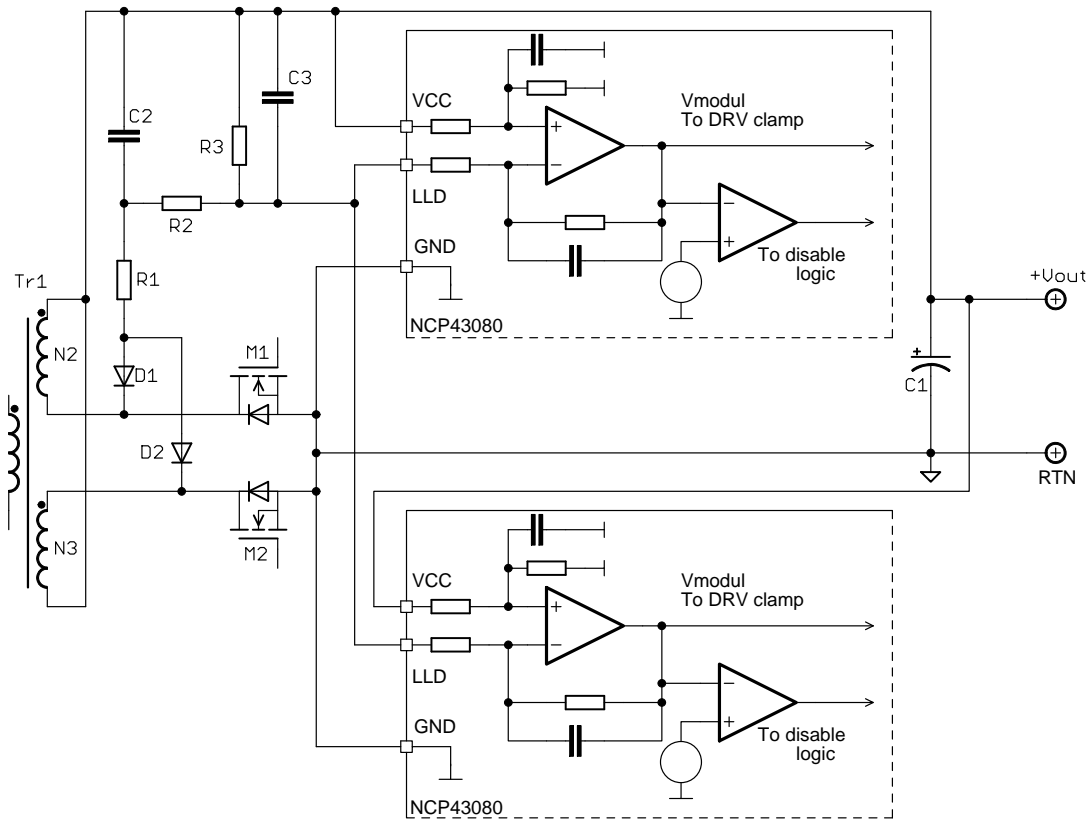 C2
R3
C3
VCC
Vmodul
To DRV clamp
+
−
LLD
R2
−
+
GND
To disable
logic
Tr1
R1
NCP43080
+Vout
N2
D1
M1
+
C1
D2
RTN
N3
M2
VCC
Vmodul
To DRV clamp
+
−
LLD
−
+
GND
To disable
logic
NCP43080